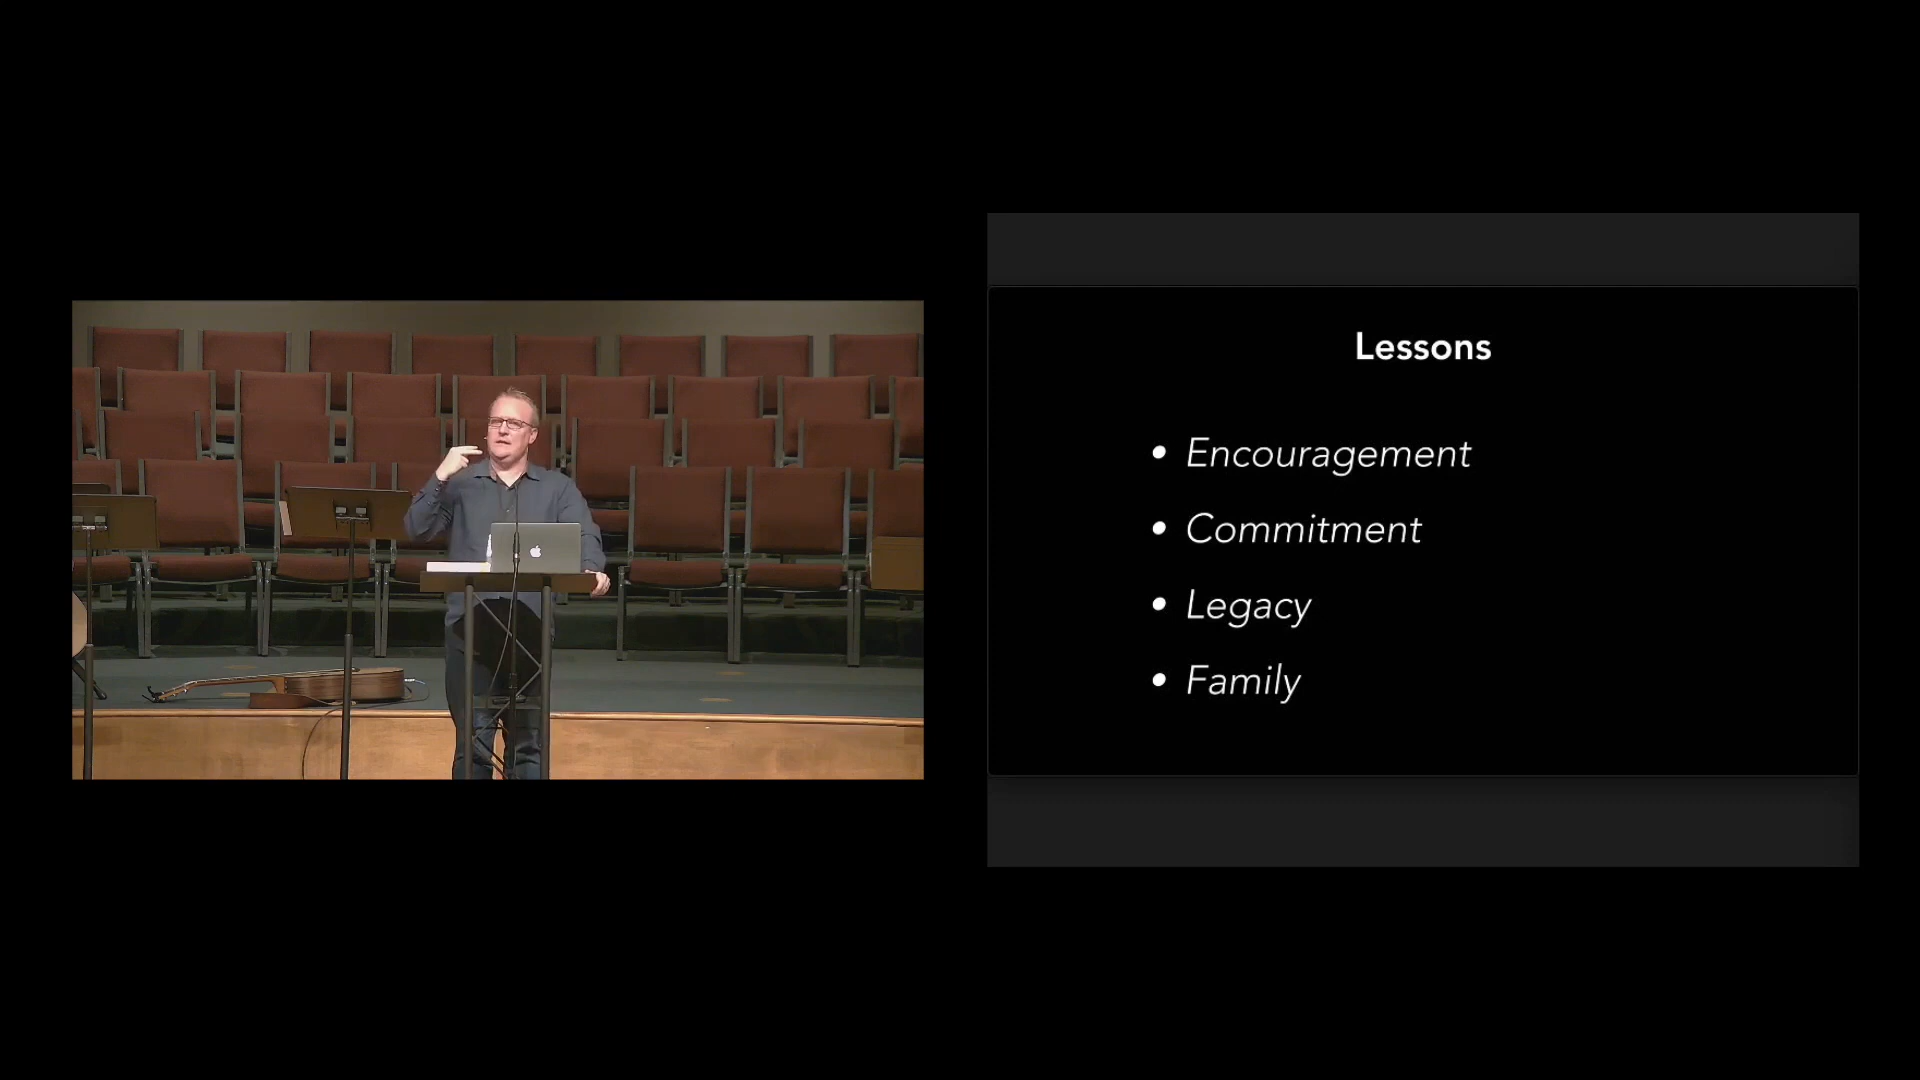 Lessons
• Encouragement
• Commitment
• Legacy
• Family